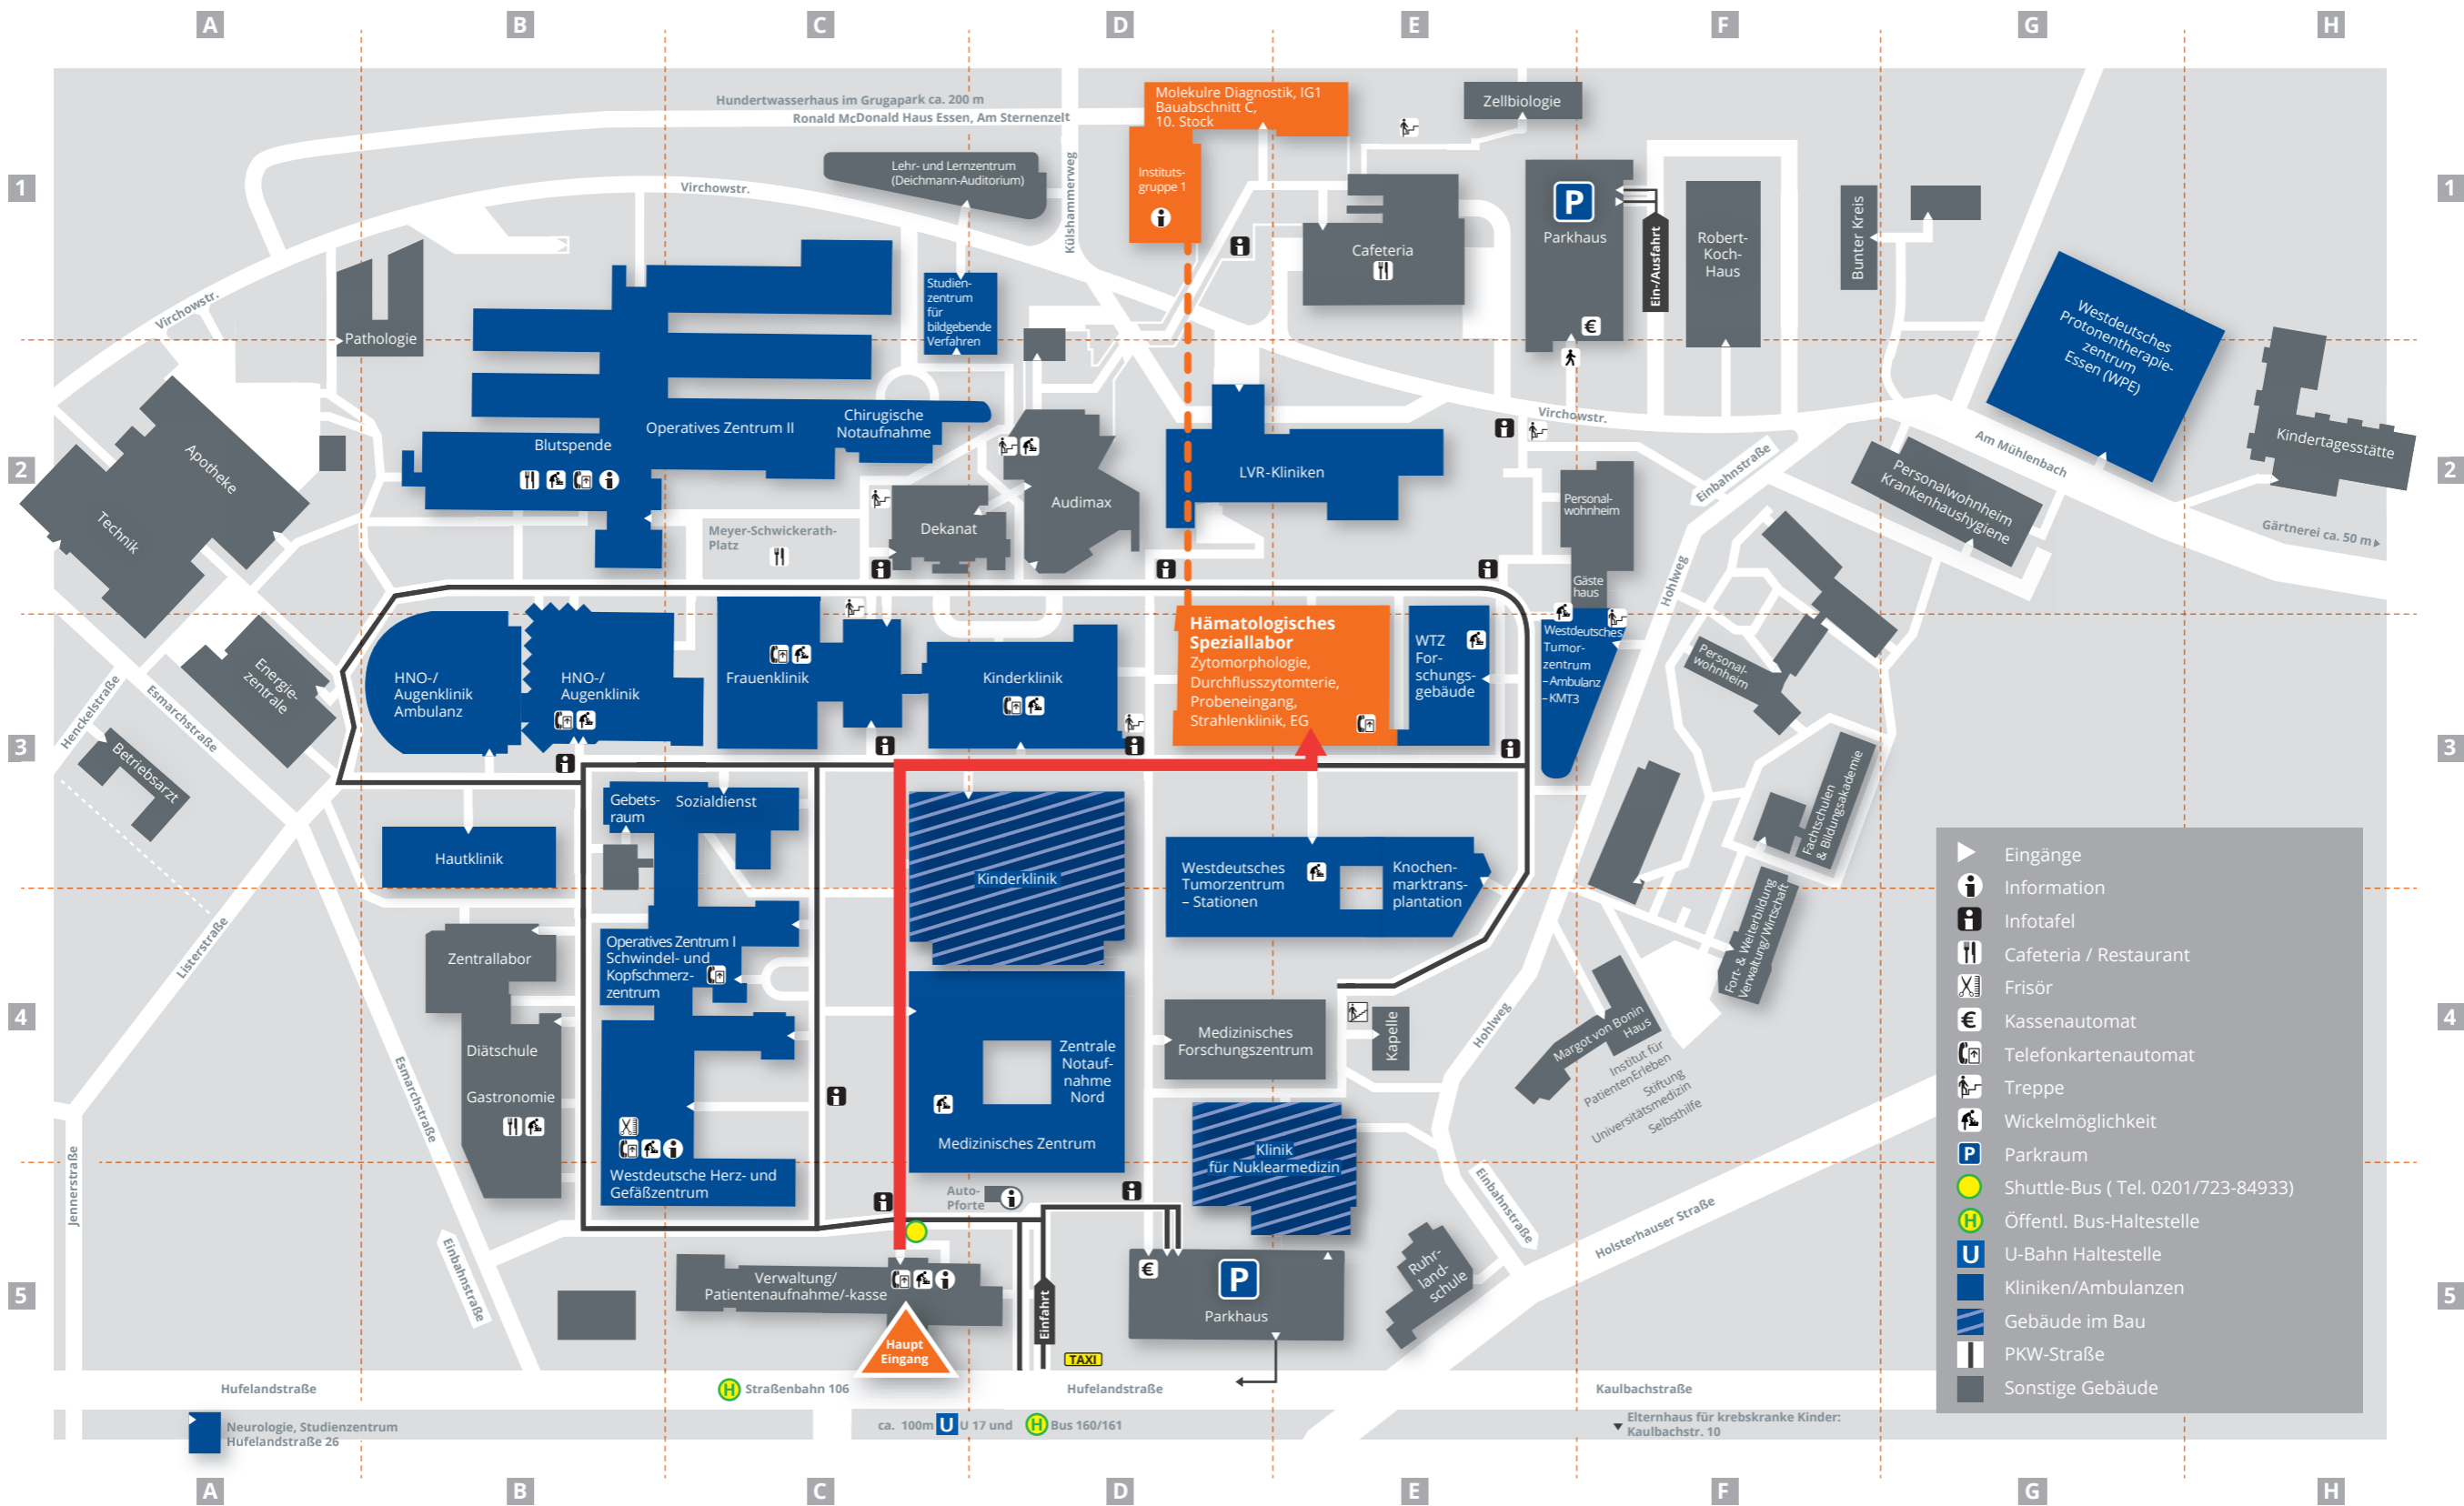 A B C D E F G H
Hundertwasserhaus im Grugapark ca. 200 m
Ronald McDonald Haus Essen, Am Sternenzelt
Molekulre Diagnostik, IG1
Bauabschnitt C,
10. Stock
Zellbiologie
Lehr- und Lernzentrum
(Deichmann-Auditorium)
Külshammerweg
Instituts-
gruppe 1
1
1
Virchowstr.
P
Parkhaus
Ein-/Ausfahrt
Robert-
Koch-
Haus
Bunter Kreis
Cafeteria
Studien-
zentrum
für
bildgebende
Verfahren
Virchowstr.
Pathologie
€
Westdeutsches
Protonentherapie-
zentrum
Essen (WPE)
Chirugische
Notaufnahme
Operatives Zentrum II
Blutspende
Virchowstr.
Am Mühlenbach
Kindertagesstätte
Apotheke
Technik
2
2
LVR-Kliniken
Audimax
Dekanat
Meyer-Schwickerath-
Platz
Personal-
wohnheim
Einbahnstraße
Personalwohnheim
Krankenhaushygiene
Gärtnerei ca. 50 m
Gäste
haus
Hohlweg
Hämatologisches
Speziallabor
Zytomorphologie,
Durchflusszytomterie,
Probeneingang,
Strahlenklinik, EG
WTZ
For-
schungs-
gebäude
Westdeutsches
Tumor-
zentrum
– Ambulanz
– KMT3
Personal-
wohnheim
HNO-/
Augenklinik
Ambulanz
HNO-/
Augenklinik
Frauenklinik
Kinderklinik
Energie-
zentrale
Henckelstraße
Esmarchstraße
Betriebsarzt
3
3
Gebets-
raum
Sozialdienst
Hautklinik
Kinderklinik
Westdeutsches
Tumorzentrum
– Stationen
Knochen-
marktrans-
plantation
Fachtschulen
& Bildungsakademie
Fort- & Weiterbildung
Verwaltung/Wirtschaft
Listerstraße
Zentrallabor
Operatives Zentrum I
Schwindel- und
Kopfschmerz-
zentrum
4
4
Diätschule
Gastronomie
Esmarchstraße
Zentrale
Notauf-
nahme
Nord
Medizinisches Zentrum
Medizinisches
Forschungszentrum
Kapelle
Hohlweg
Margot von Bonin
Haus
Institut für
PatientenErleben
Stiftung
Universitätsmedizin
Selbsthilfe
Klinik
für Nuklearmedizin
Westdeutsche Herz- und
Gefäßzentrum
Jennerstraße
Auto-
Pforte
Einbahnstraße
Einbahnstraße
Holsterhauser Straße
Ruhr-
land-
schule
Verwaltung/
Patientenaufnahme/-kasse
Einfahrt
€
P
Parkhaus
5
5
Haupt
Eingang
TAXI
Hufelandstraße
H Straßenbahn 106
Hufelandstraße
Kaulbachstraße
Neurologie, Studienzentrum
Hufelandstraße 26
ca. 100m U U 17 und H Bus 160/161
Elternhaus für krebskranke Kinder:
Kaulbachstr. 10
Eingänge
Information
Infotafel
Cafeteria / Restaurant
Frisör
€ Kassenautomat
Telefonkartenautomat
Treppe
Wickelmöglichkeit
P Parkraum
Shuttle-Bus ( Tel. 0201/723-84933)
H Öffentl. Bus-Haltestelle
U U-Bahn Haltestelle
Kliniken/Ambulanzen
Gebäude im Bau
PKW-Straße
Sonstige Gebäude
A B C D E F G H